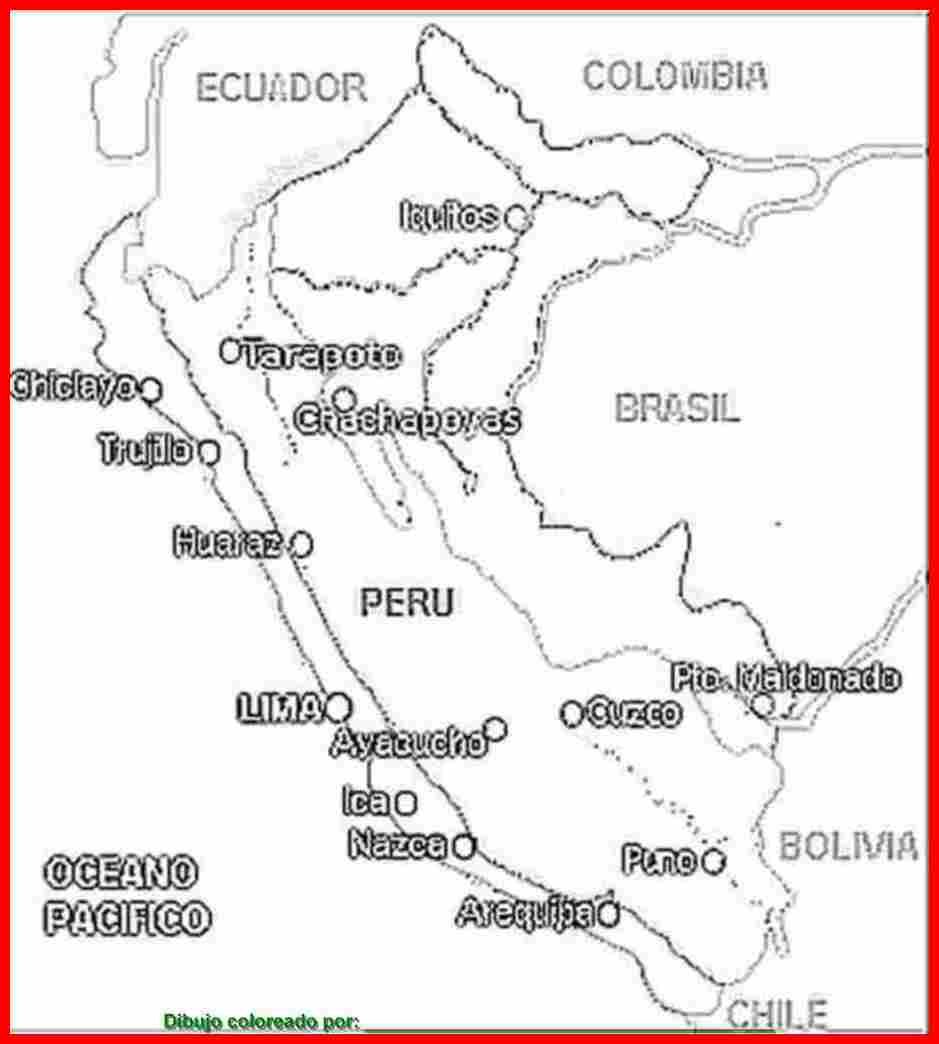 COLOMBIA
ECUADOR
Iquitos
Tarapoto
Chiclayo
Chachapoyas
BRASIL
Trujillo
Huaraz
PERU
Pto. Maldonado
LIMA
Cuzco
Ayacucho
Ica
Nazca
BOLIVIA
Puno
OCEANO
PACIFICO
Arequipa
CHILE
Dibujo coloreado por: